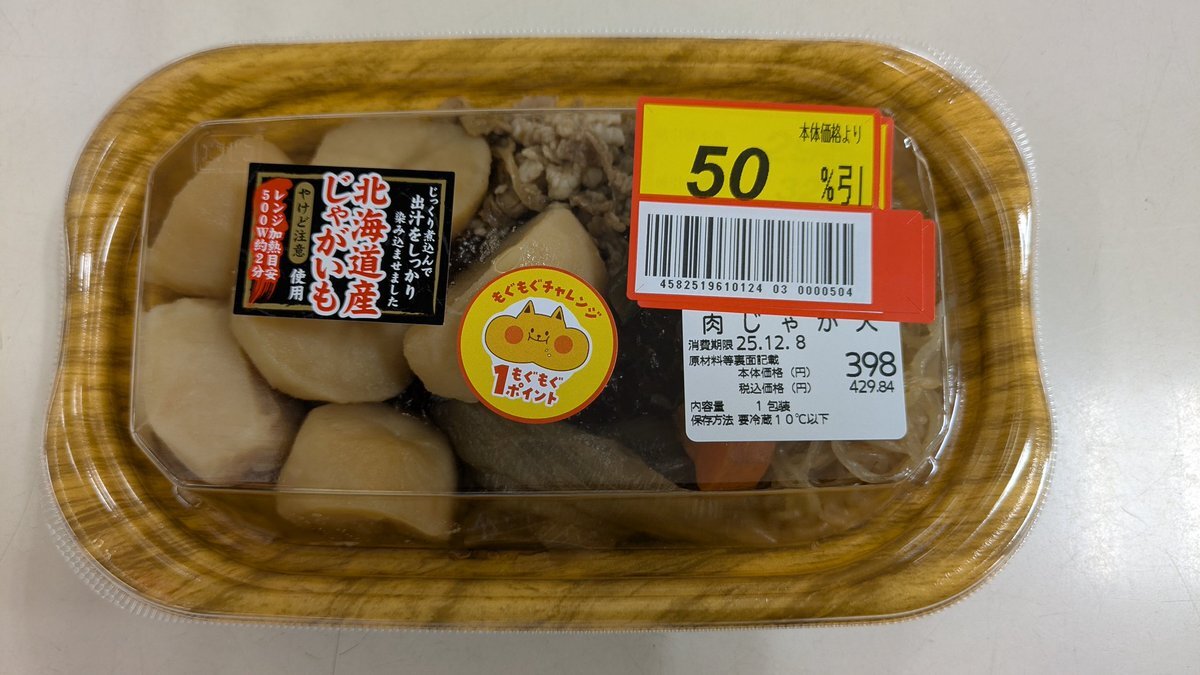 じっくり煮込んで
出汁をしっかり
染み込ませました
北海道産
じゃがいも
使用
やけど注意
レンジ加熱目安
500W約2分
もぐもぐチャレンジ
1もぐもぐ
ポイント
本体価格より
50%引
4582519610124 03 0000504
肉じゃが大
消費期限 25.12.8
原材料等裏面記載
本体価格(円) 398
税込価格(円) 429.84
内容量 1包装
保存方法 要冷蔵10℃以下